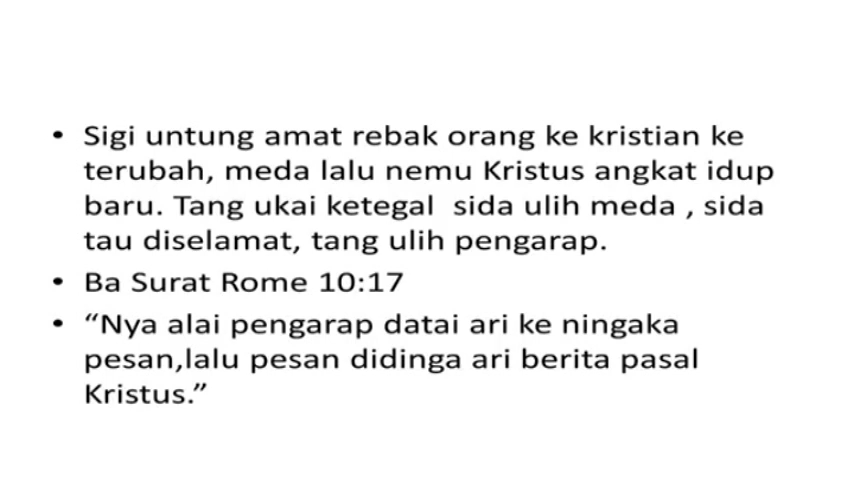 • Sigi untung amat rebak orang ke kristian ke
terubah, meda lalu nemu Kristus angkat idup
baru. Tang ukai ketegal  sida ulih meda , sida
tau diselamat, tang ulih pengarap.
• Ba Surat Rome 10:17
• “Nya alai pengarap datai ari ke ningaka
pesan,lalu pesan didinga ari berita pasal
Kristus.”